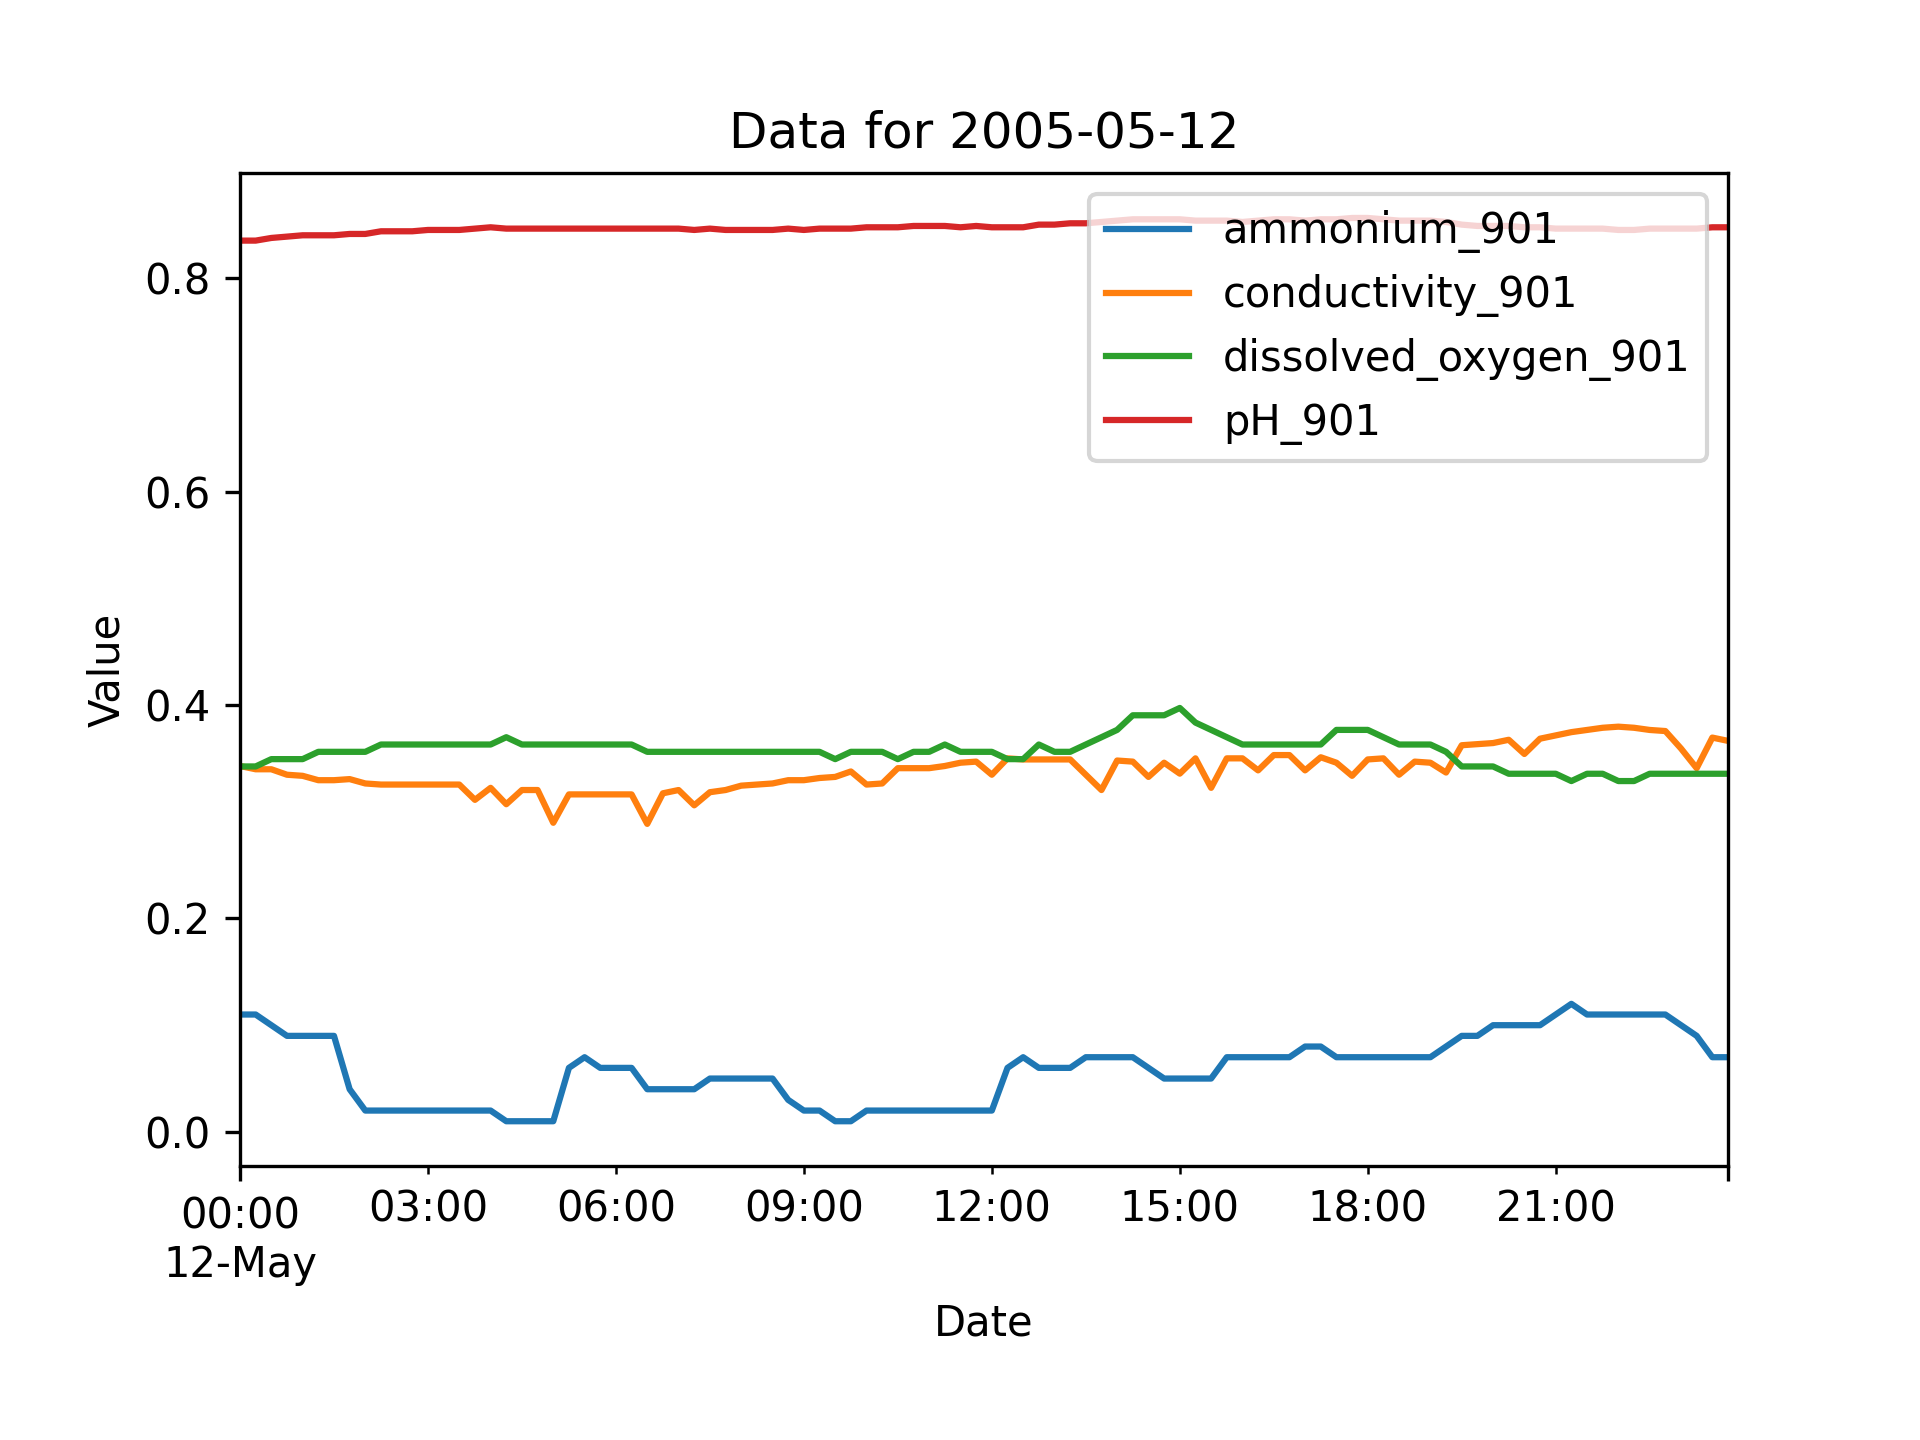 Data for 2005-05-12
ammonium_901
conductivity_901
dissolved_oxygen_901
pH_901
Value
0.8
0.6
0.4
0.2
0.0
00:00 03:00 06:00 09:00 12:00 15:00 18:00 21:00
12-May
Date